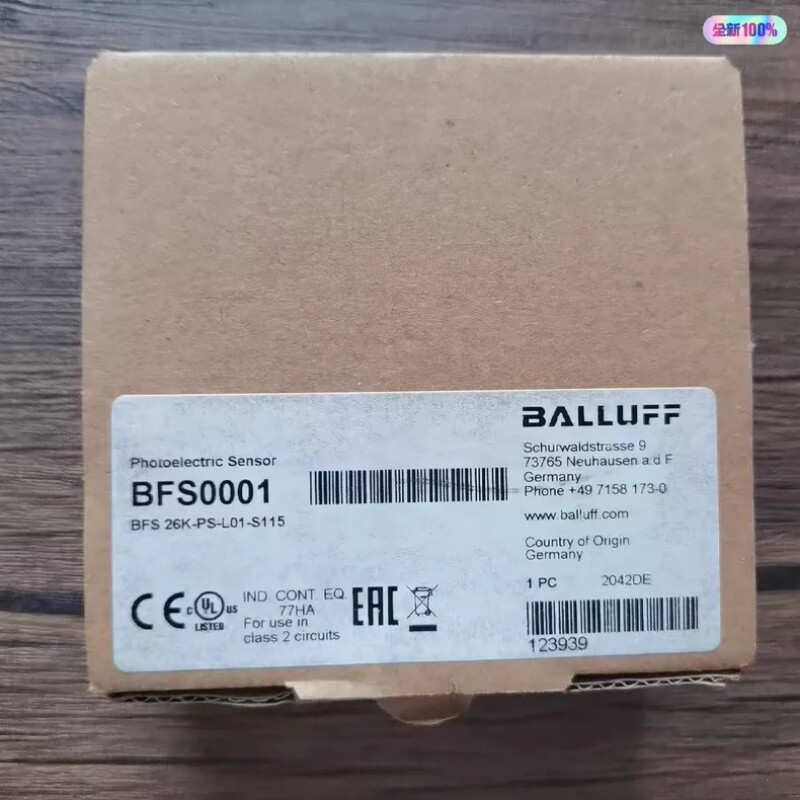 全新100%
BALLUFF
Schurwaldstrasse 9
73765 Neuhausen a.d.F
Germany
Phone +49 7158 173-0
www.balluff.com
Country of Origin
Germany
1 PC 2042DE
123939
Photoelectric Sensor
BFS0001
BFS 26K-PS-L01-S115
CE
c UL US
LISTED
IND. CONT. EQ.
77HA
For use in
class 2 circuits
EAC